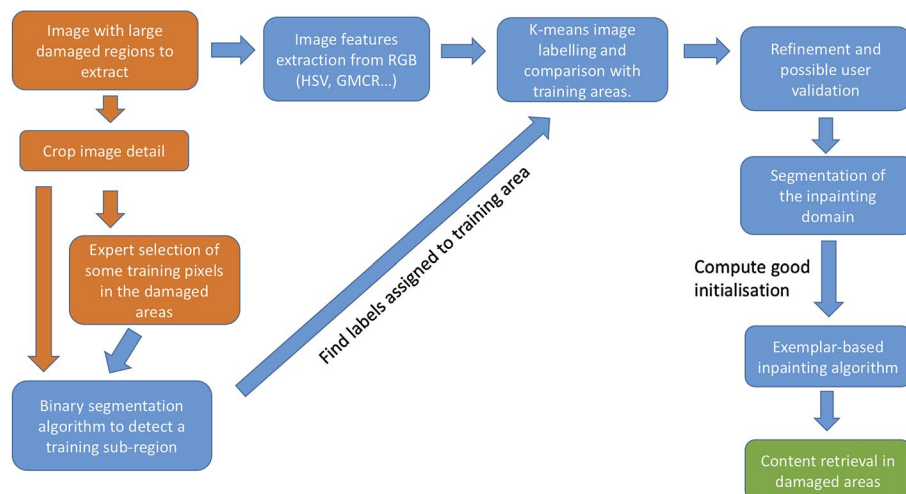 Image with large
damaged regions to
extract
Image features
extraction from RGB
(HSV, GMCR...)
K-means image
labelling and
comparison with
training areas.
Refinement and
possible user
validation
Crop image detail
Expert selection of
some training pixels
in the damaged
areas
Binary segmentation
algorithm to detect a
training sub-region
Find labels assigned to training area
Segmentation of
the inpainting
domain
Compute good
initialisation
Exemplar-based
inpainting algorithm
Content retrieval in
damaged areas